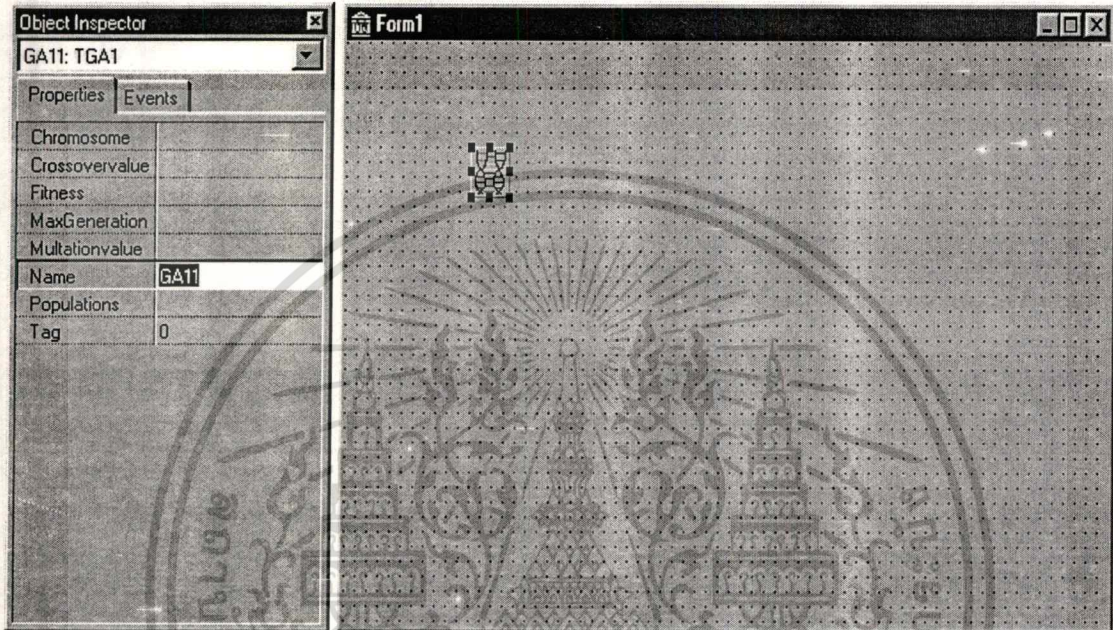 Object Inspector
GA11: TGA1
Properties
Events
Chromosome
Crossovervalue
Fitness
MaxGeneration
Multationvalue
Name GA11
Populations
Tag 0
Form1